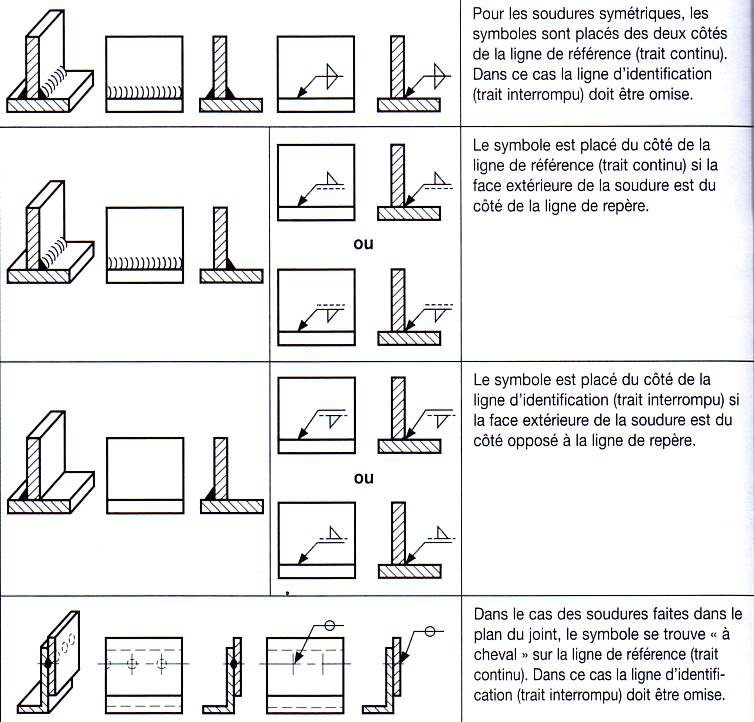 Pour les soudures symétriques, les
symboles sont placés des deux côtés
de la ligne de référence (trait continu).
Dans ce cas la ligne d'identification
(trait interrompu) doit être omise.
Le symbole est placé du côté de la
ligne de référence (trait continu) si la
face extérieure de la soudure est du
côté de la ligne de repère.
ou
Le symbole est placé du côté de la
ligne d'identification (trait interrompu) si
la face extérieure de la soudure est du
côté opposé à la ligne de repère.
ou
Dans le cas des soudures faites dans le
plan du joint, le symbole se trouve « à
cheval » sur la ligne de référence (trait
continu). Dans ce cas la ligne d'identifi-
cation (trait interrompu) doit être omise.